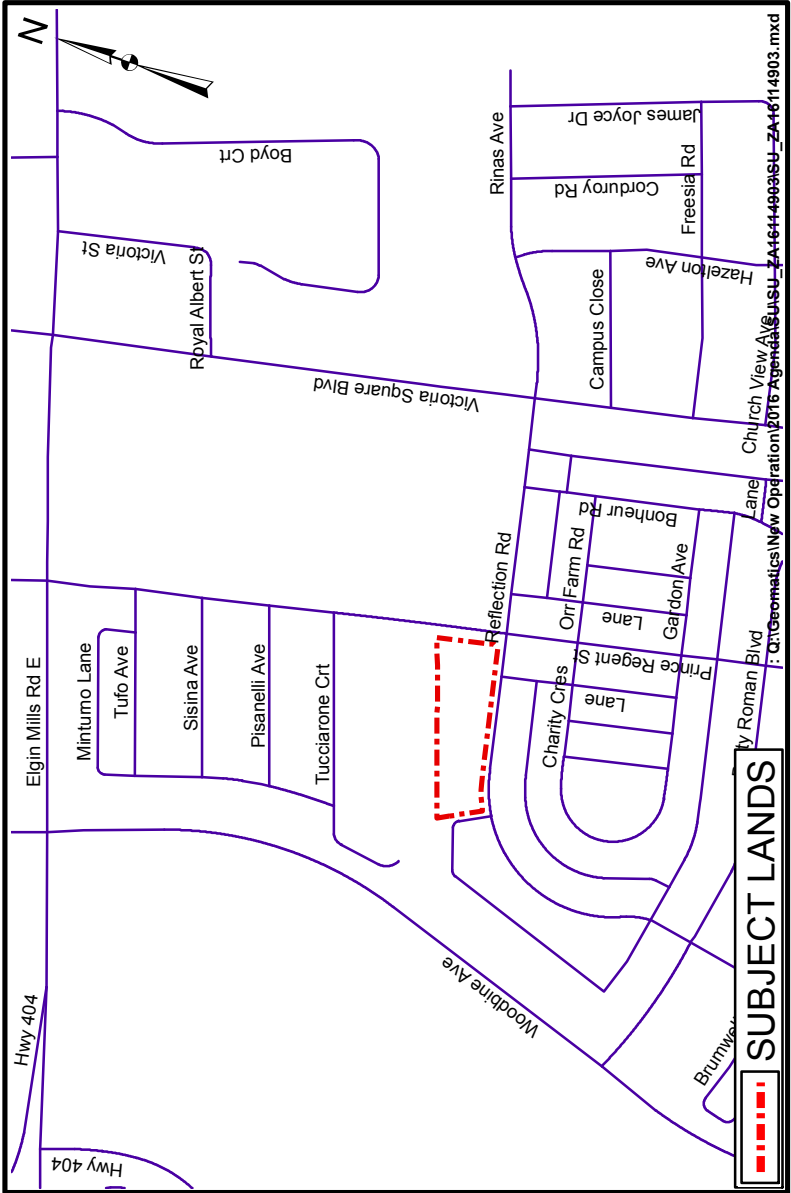 N
Hwy 404
Hwy 404
Elgin Mills Rd E
Minturno Lane
Tufo Ave
Sisina Ave
Pisanelli Ave
Tucciarone Crt
Woodbine Ave
Victoria St
Royal Albert St
Boyd Crt
Victoria Square Blvd
Rinas Ave
James Joyce Dr
Corduroy Rd
Freesia Rd
Hazelton Ave
Campus Close
Church View Ave
Reflection Rd
Bonheur Rd
Orr Farm Rd
Lane
Gardon Ave
Prince Regent St
Charity Cres
Lane
Lane
ty Roman Blvd
Brumwe
SUBJECT LANDS
: Q:\Geomatics\New Operation\2016 Agenda\SU\SU_ZA16114903\SU_ZA16114903.mxd